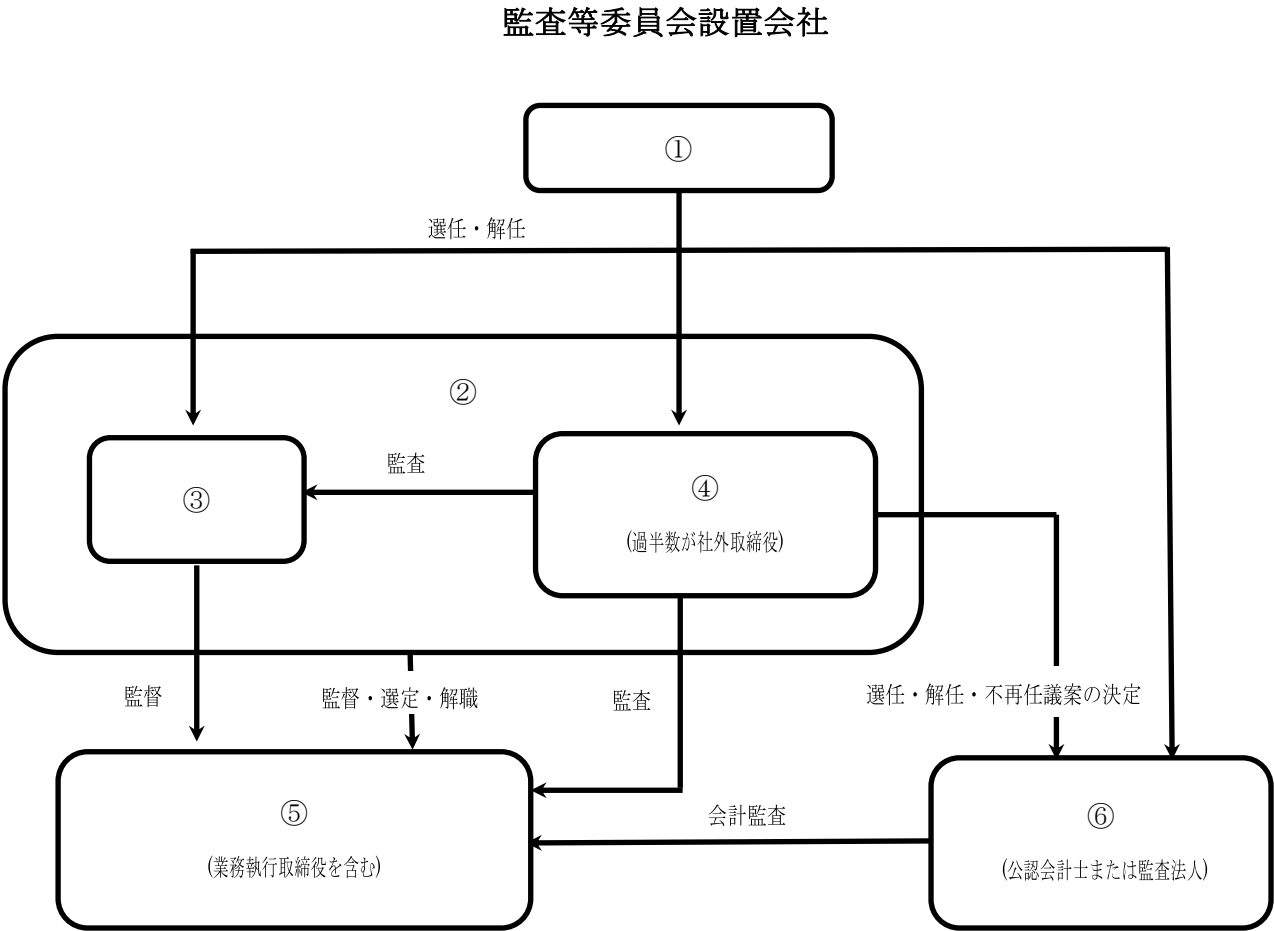 監査等委員会設置会社
①
選任・解任
②
監査
③
④
(過半数が社外取締役)
監督
監督・選定・解職
監査
選任・解任・不再任議案の決定
会計監査
⑤
(業務執行取締役を含む)
⑥
(公認会計士または監査法人)